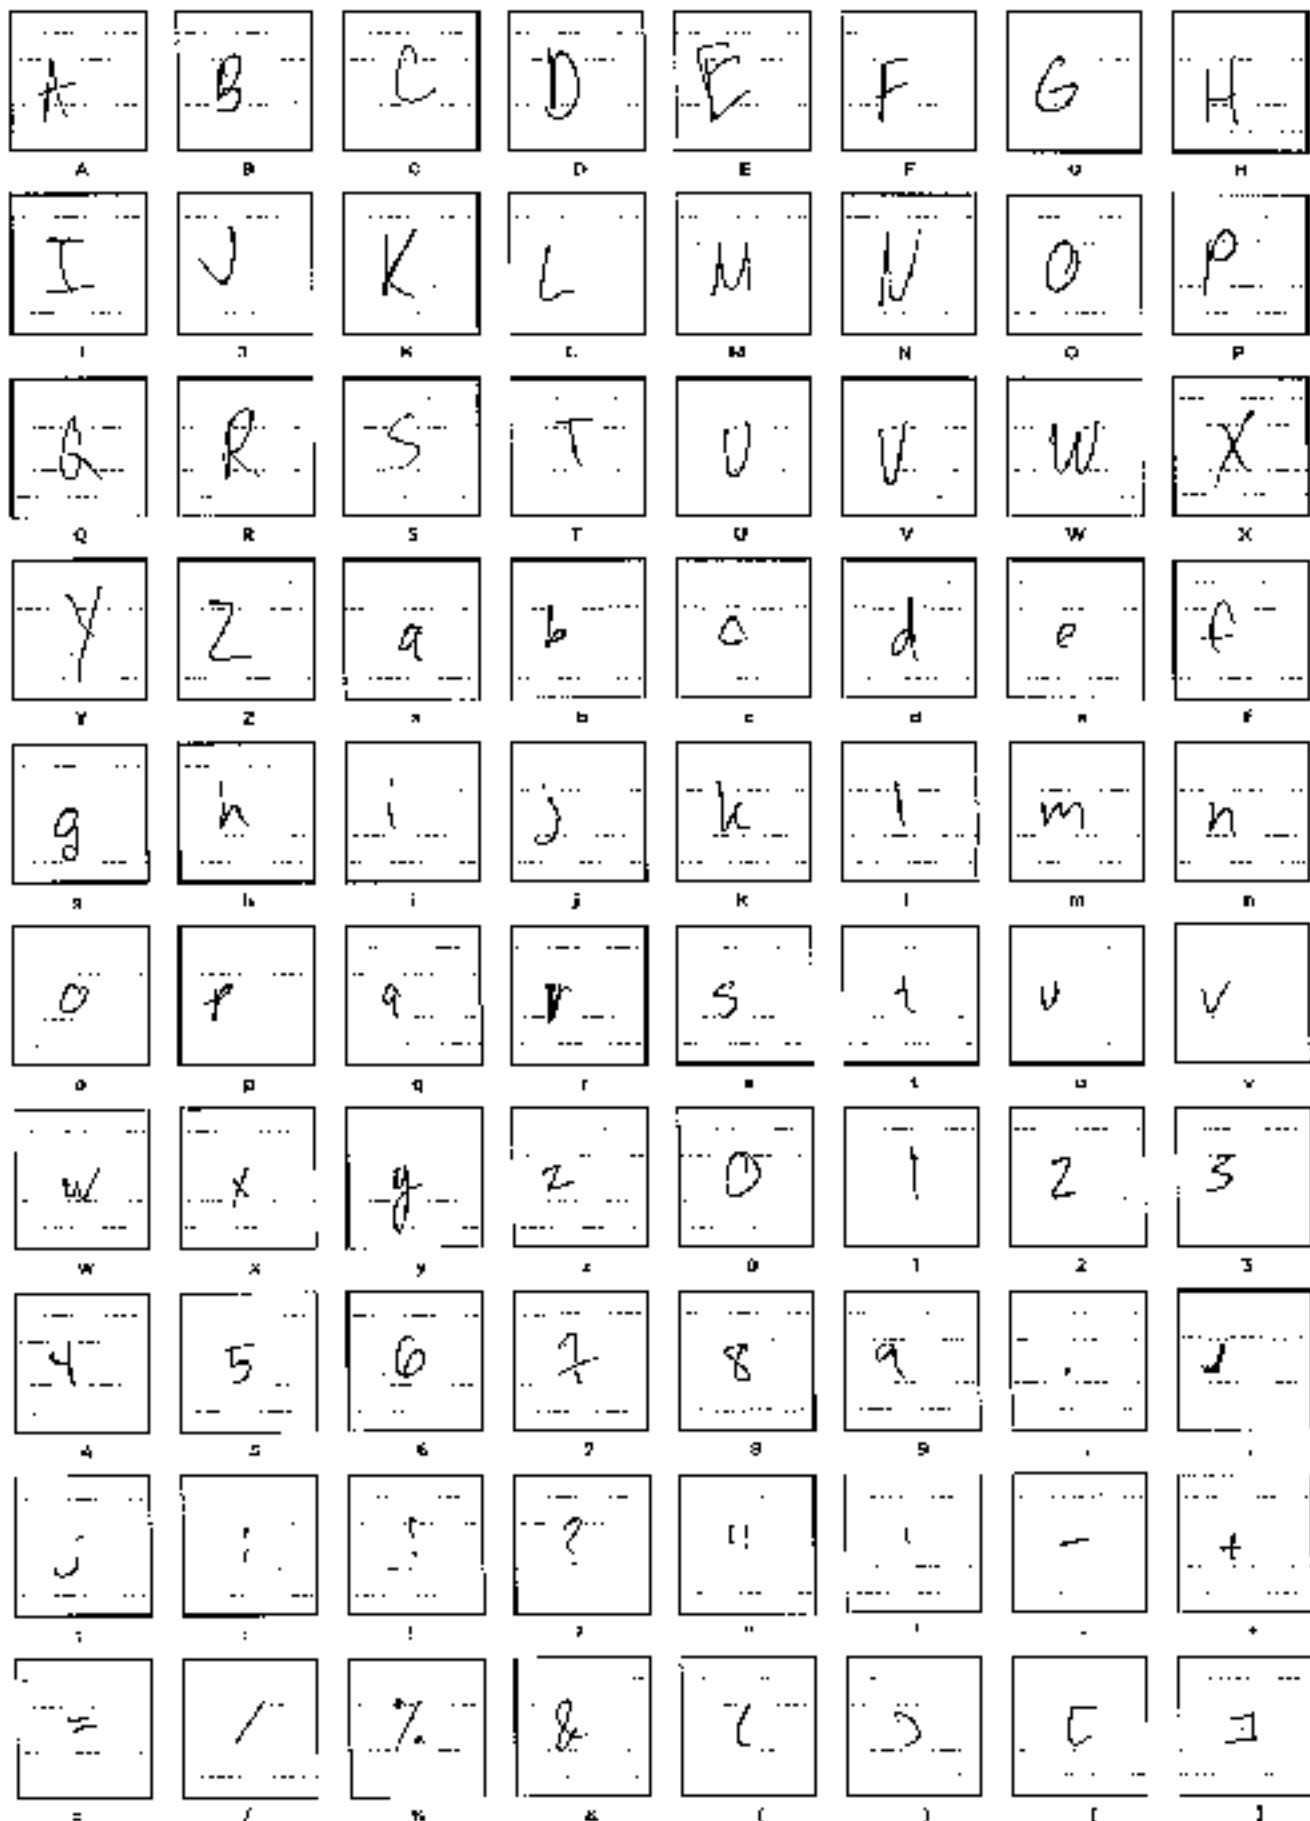 A B C D E F G H
A B C D E F G H
I J K L M N O P
I J K L M N O P
Q R S T U V W X
Q R S T U V W X
Y Z a b c d e f
Y Z a b c d e f
g h i j k l m n
g h i j k l m n
o p q r s t u v
o p q r s t u v
w x y z 0 1 2 3
w x y z 0 1 2 3
4 5 6 7 8 9 . ,
4 5 6 7 8 9 . ,
; : ! ? " ' - +
; : ! ? " ' - +
= / % & ( ) [ ]
= / % & ( ) [ ]